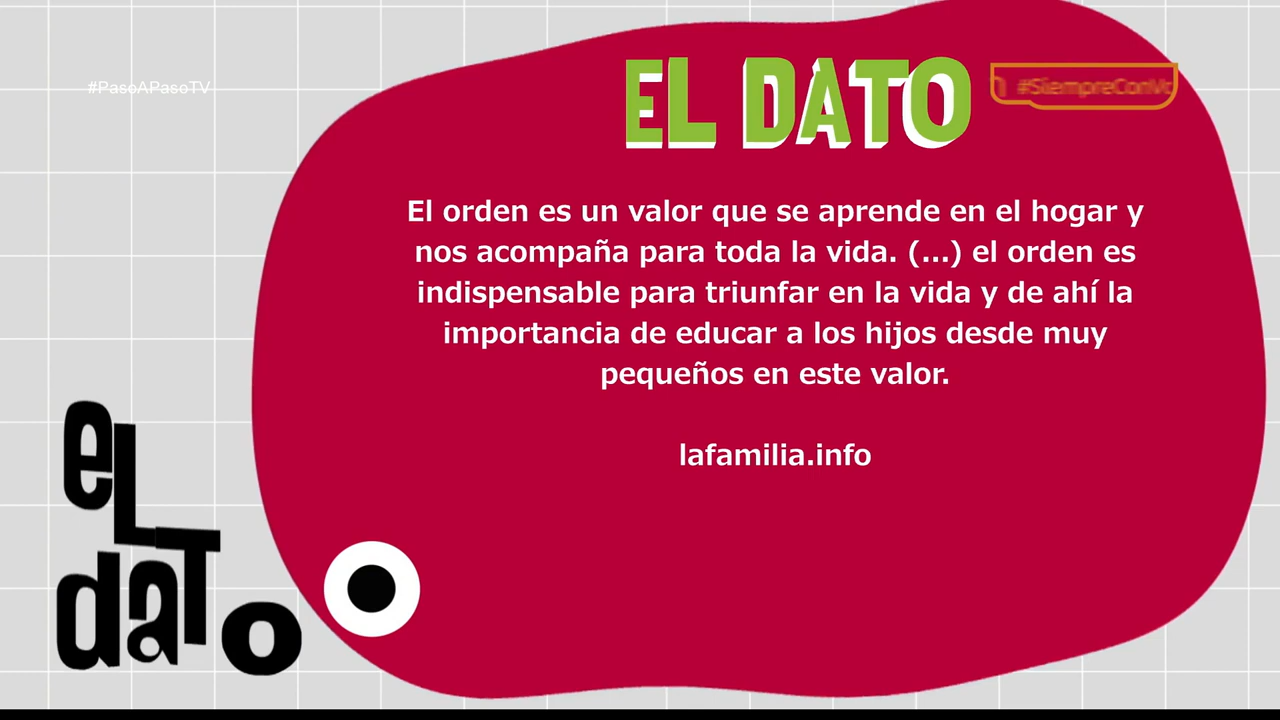 #PasoAPasoTV
EL DATO
El orden es un valor que se aprende en el hogar y
nos acompaña para toda la vida. (...) el orden es
indispensable para triunfar en la vida y de ahí la
importancia de educar a los hijos desde muy
pequeños en este valor.
lafamilia.info
eL
daTo